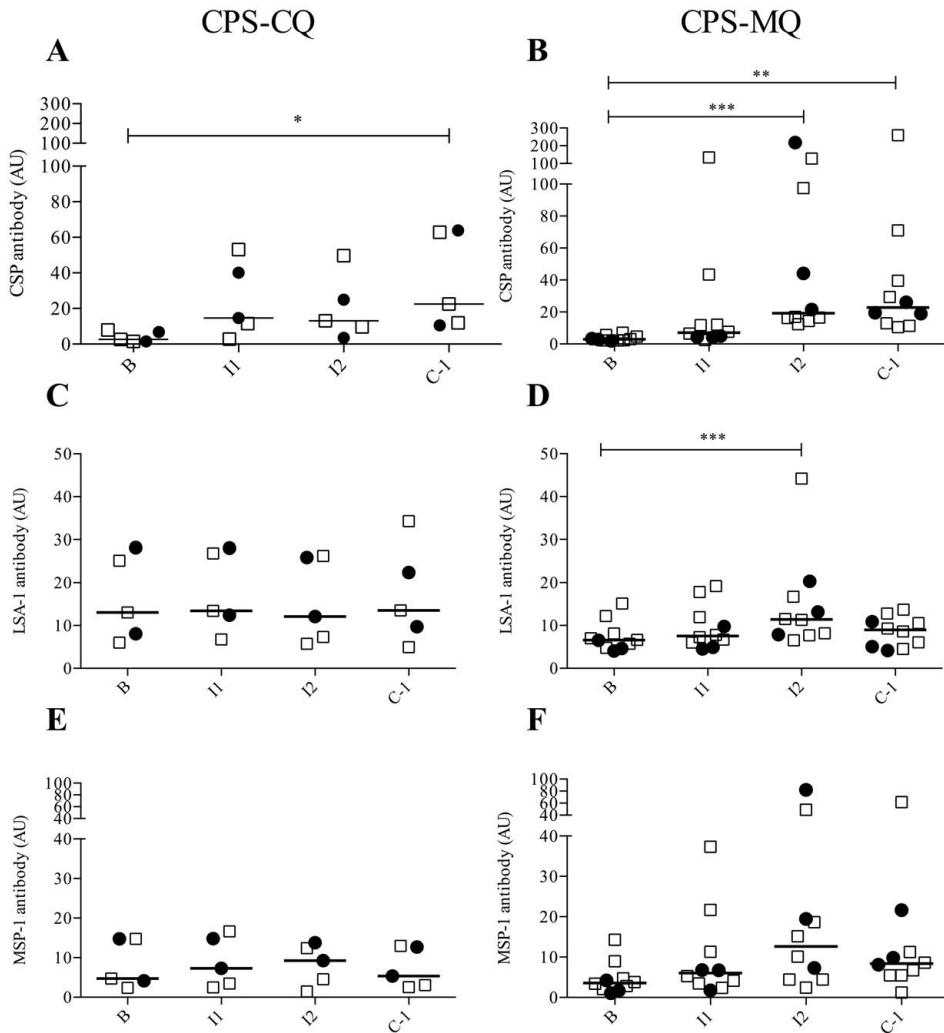 CPS-CQ
CPS-MQ
A
CSP antibody (AU)
300
200
100
100
80
60
40
20
0
*
B
I1
I2
C-1
B
CSP antibody (AU)
300
200
100
100
80
60
40
20
0
**
***
B
I1
I2
C-1
C
LSA-1 antibody (AU)
50
40
30
20
10
0
B
I1
I2
C-1
D
LSA-1 antibody (AU)
50
40
30
20
10
0
***
B
I1
I2
C-1
E
MSP-1 antibody (AU)
100
80
60
40
40
30
20
10
0
B
I1
I2
C-1
F
MSP-1 antibody (AU)
100
80
60
40
40
30
20
10
0
B
I1
I2
C-1